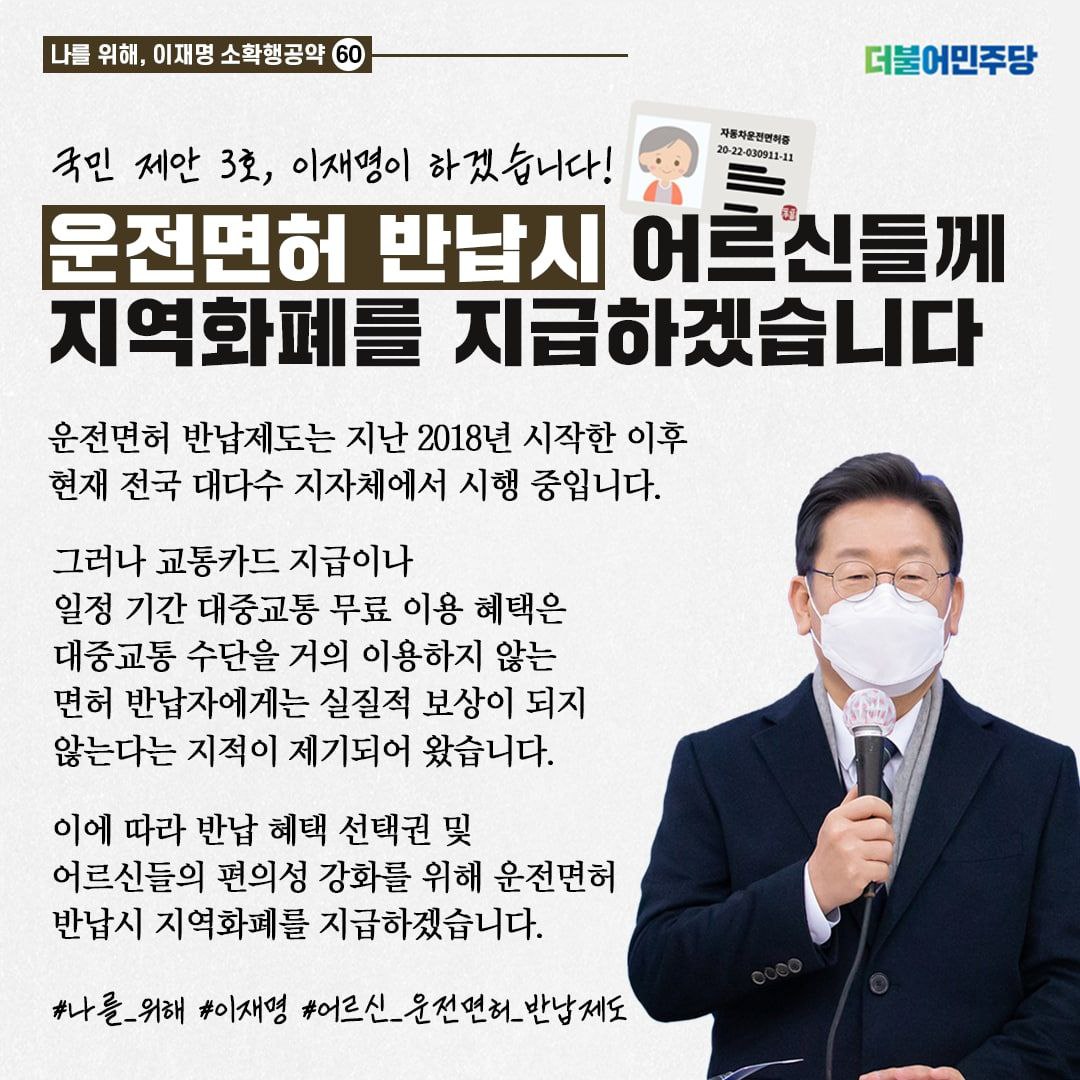 나를 위해, 이재명 소확행공약 60
더불어민주당
자동차운전면허증
20-22-030911-11
국민 제안 3호, 이재명이 하겠습니다!
운전면허 반납시 어르신들께
지역화폐를 지급하겠습니다
운전면허 반납제도는 지난 2018년 시작한 이후
현재 전국 대다수 지자체에서 시행 중입니다.
그러나 교통카드 지급이나
일정 기간 대중교통 무료 이용 혜택은
대중교통 수단을 거의 이용하지 않는
면허 반납자에게는 실질적 보상이 되지
않는다는 지적이 제기되어 왔습니다.
이에 따라 반납 혜택 선택권 및
어르신들의 편의성 강화를 위해 운전면허
반납시 지역화폐를 지급하겠습니다.
#나를_위해 #이재명 #어르신_운전면허_반납제도